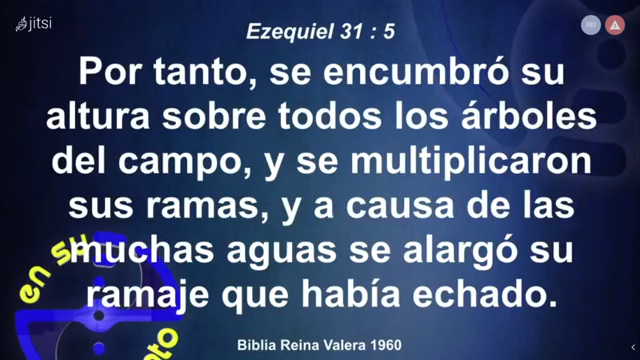 jitsi
Ezequiel 31 : 5
Por tanto, se encumbró su
altura sobre todos los árboles
del campo, y se multiplicaron
sus ramas, y a causa de las
muchas aguas se alargó su
ramaje que había echado.
en su
Biblia Reina Valera 1960